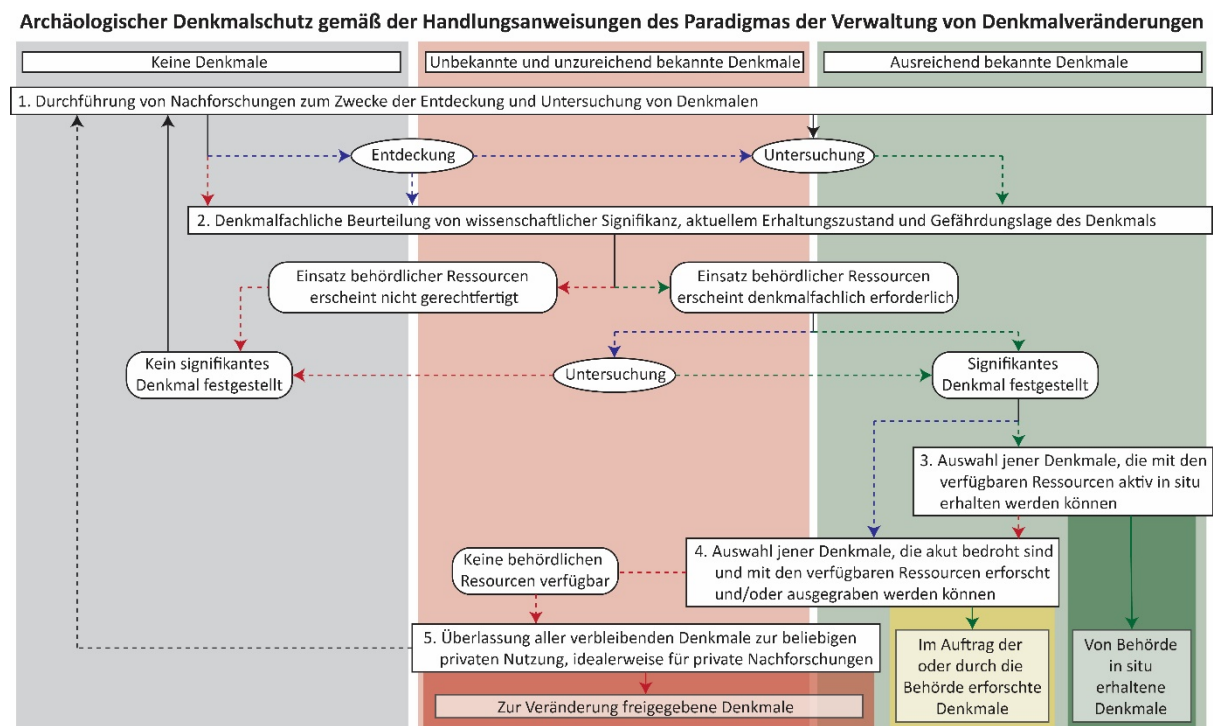 Archäologischer Denkmalschutz gemäß der Handlungsanweisungen des Paradigmas der Verwaltung von Denkmalveränderungen
Keine Denkmale
Unbekannte und unzureichend bekannte Denkmale
Ausreichend bekannte Denkmale
1. Durchführung von Nachforschungen zum Zwecke der Entdeckung und Untersuchung von Denkmalen
Entdeckung
Untersuchung
2. Denkmalfachliche Beurteilung von wissenschaftlicher Signifikanz, aktuellem Erhaltungszustand und Gefährdungslage des Denkmals
Einsatz behördlicher Ressourcen
erscheint nicht gerechtfertigt
Einsatz behördlicher Ressourcen
erscheint denkmalfachlich erforderlich
Kein signifikantes
Denkmal festgestellt
Untersuchung
Signifikantes
Denkmal festgestellt
3. Auswahl jener Denkmale, die mit den
verfügbaren Ressourcen aktiv in situ
erhalten werden können
4. Auswahl jener Denkmale, die akut bedroht sind
und mit den verfügbaren Ressourcen erforscht
und/oder ausgegraben werden können
Keine behördlichen
Resourcen verfügbar
5. Überlassung aller verbleibenden Denkmale zur beliebigen
privaten Nutzung, idealerweise für private Nachforschungen
Im Auftrag der
oder durch die
Behörde erforschte
Denkmale
Von Behörde
in situ
erhaltene
Denkmale
Zur Veränderung freigegebene Denkmale